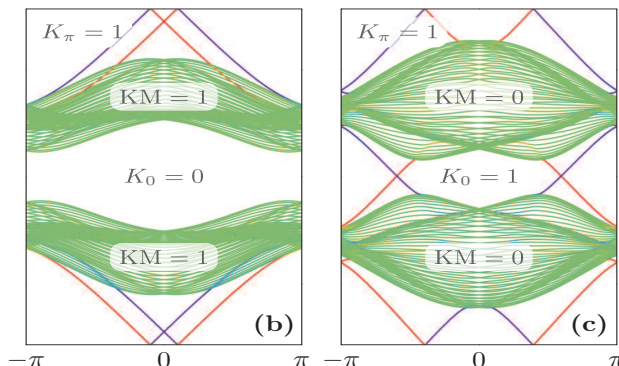 K_π = 1
KM = 1
K_0 = 0
KM = 1
(b)
−π 0 π
K_π = 1
KM = 0
K_0 = 1
KM = 0
(c)
−π 0 π